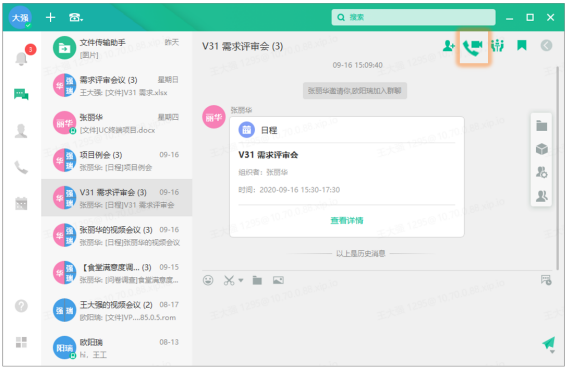 大强
搜索
3
文件传输助手 昨天
[图片]
需求评审会议 (3) 星期日
王大强: [文件]V31 需求.xlsx
张丽华 星期四
[文件]UC终端项目.docx
项目例会 (3) 09-16
张丽华: [日程]项目例会
V31 需求评审会 (3) 09-16
张丽华: [日程]V31 需求评审会
张丽华的视频会议 (3) 09-16
张丽华: [日程]张丽华的视频会议
【食堂满意度调... (3) 09-15
张丽华: [问卷调查]食堂满意度...
王大强的视频会议 (2) 08-17
欧阳瑞: [文件]VP....85.0.5.rom
欧阳瑞 08-13
hi、王工
V31 需求评审会 (3)
09-16 15:09:40
张丽华邀请你,欧阳瑞加入群聊
丽华
张丽华
日程
V31 需求评审会
组织者：张丽华
时间：2020-09-16 15:30-17:30
查看详情
以上是历史消息